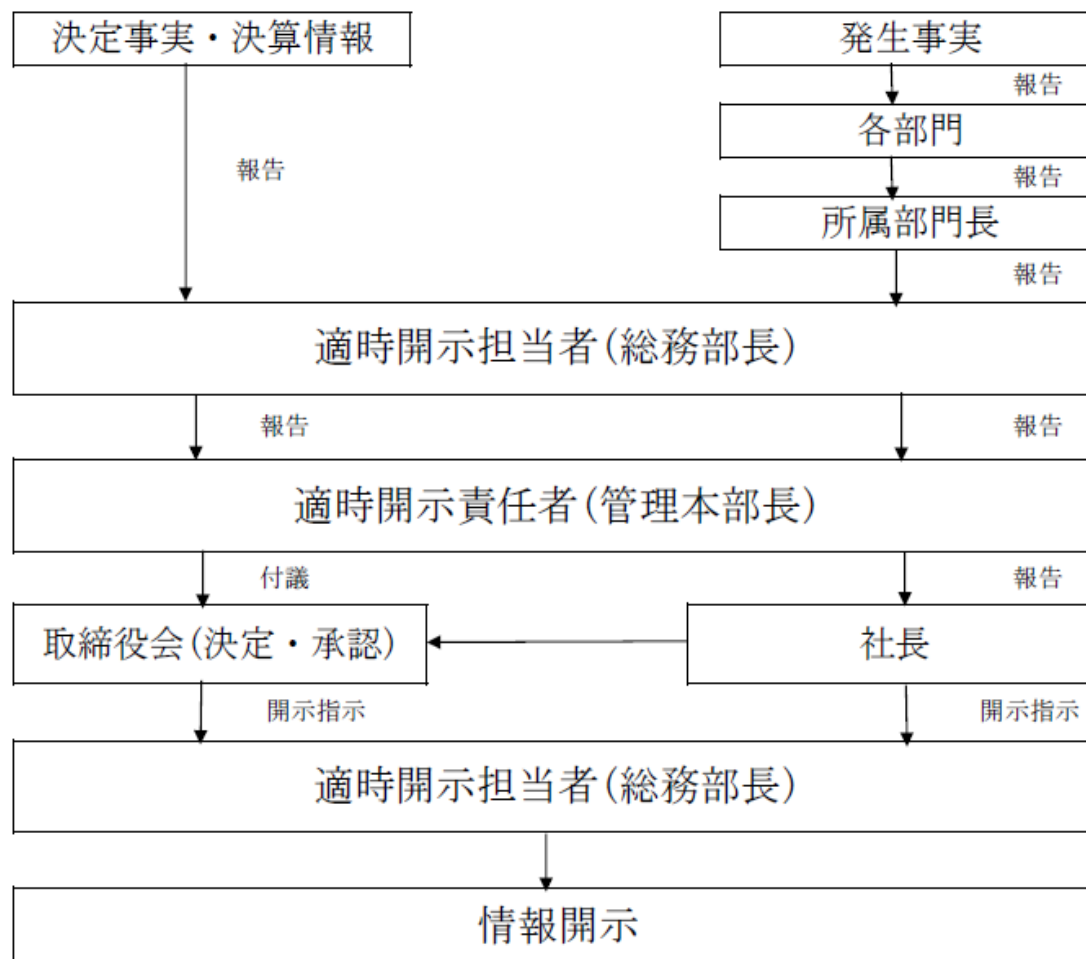 決定事実・決算情報
発生事実
報告
各部門
報告
報告
所属部門長
報告
適時開示担当者(総務部長)
報告
報告
適時開示責任者(管理本部長)
付議
報告
取締役会(決定・承認)
社長
開示指示
開示指示
適時開示担当者(総務部長)
情報開示